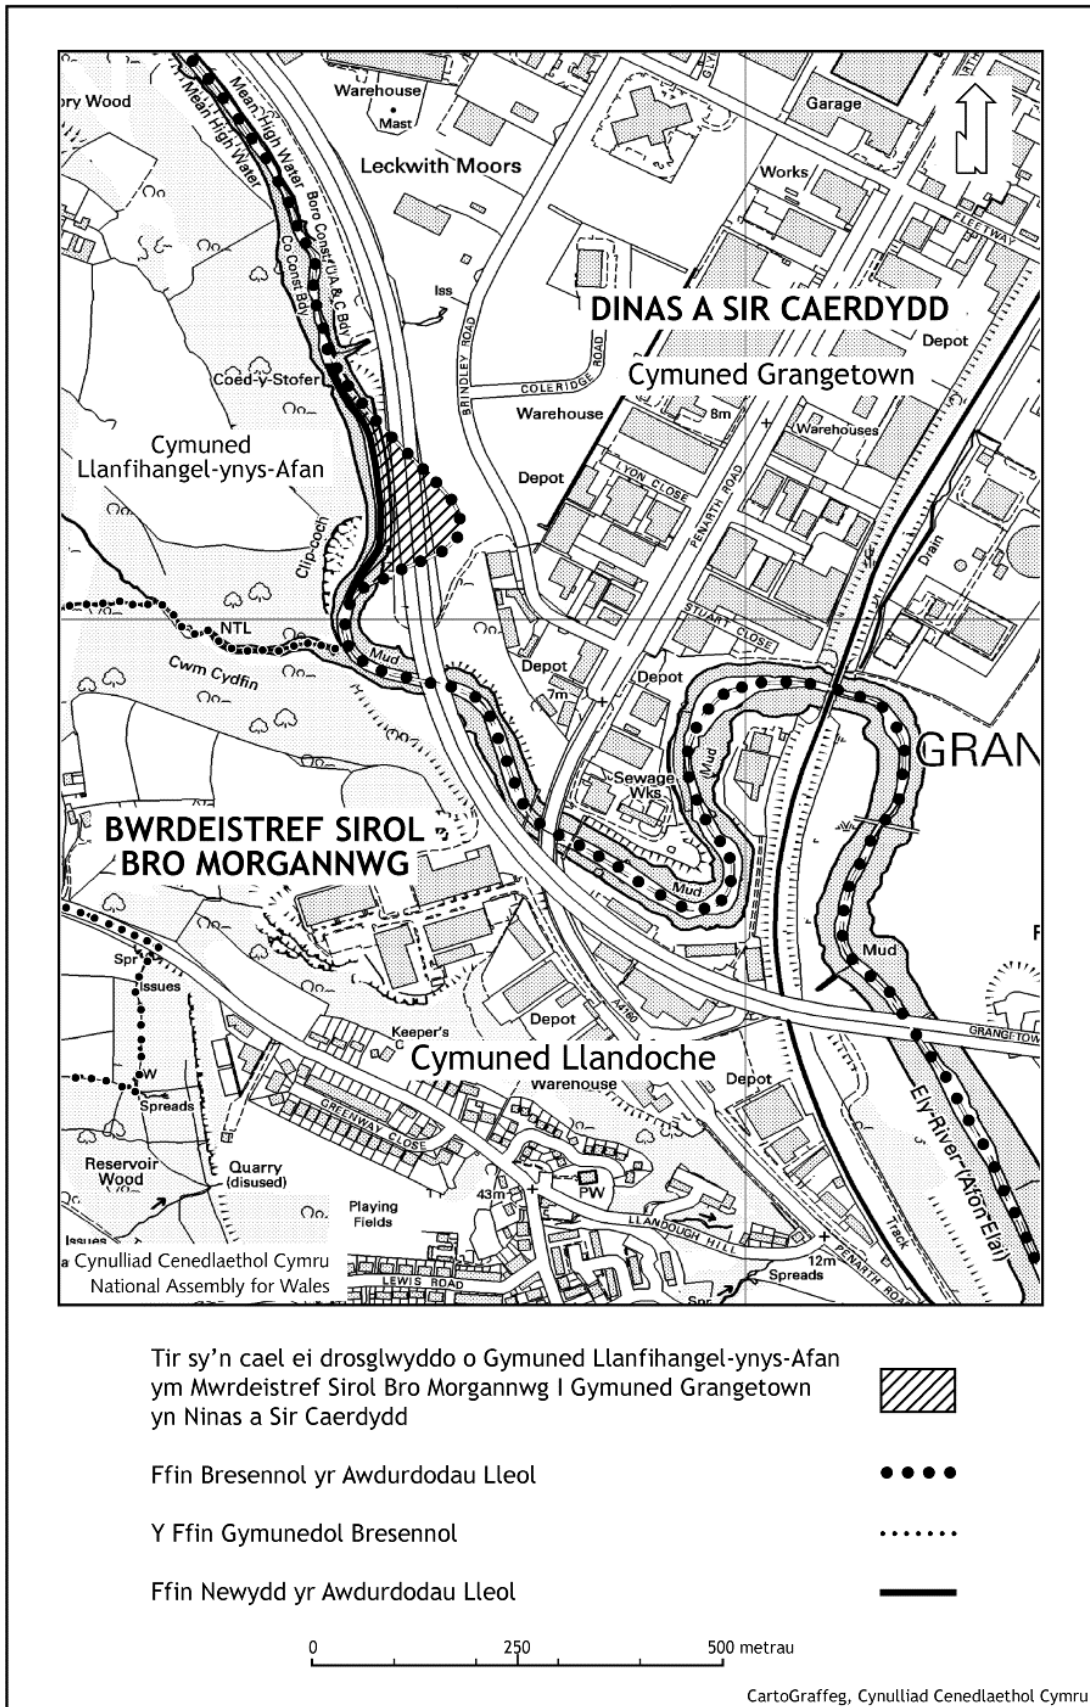 ory Wood
Mean High Water
Mean High Water
Warehouse
Mast
Leckwith Moors
Garage
Works
FLEETWAY
Boro Const, UA & C Bdy
Co Const Bdy
Iss
DINAS A SIR CAERDYDD
Depot
BRINDLEY ROAD
COLERIDGE ROAD
Cymuned Grangetown
Coed-y-Stofer
Warehouse
8m
Warehouses
Cymuned
Llanfihangel-ynys-Afan
Depot
LYON CLOSE
PENARTH ROAD
Clip-coch
Drain
STUART CLOSE
NTL
Mud
Cwm Cydfin
Depot
7m
Depot
Mud
GRAN
Sewage
Wks
BWRDEISTREF SIROL
BRO MORGANNWG
Mud
Mud
Spr
Issues
A4160
Depot
Keeper's
GRANGETOW
Cymuned Llandoche
W
Spreads
Warehouse
Depot
GREENWAY CLOSE
Ely River (Afon Elai)
Reservoir
Wood
Quarry
(disused)
43m
PW
Playing
Fields
LLANDOUGH HILL
Track
Issues
12m
PENARTH ROAD
Spreads
Spr
LEWIS ROAD
a Cynulliad Cenedlaethol Cymru
National Assembly for Wales
Tir sy'n cael ei drosglwyddo o Gymuned Llanfihangel-ynys-Afan
ym Mwrdeistref Sirol Bro Morgannwg I Gymuned Grangetown
yn Ninas a Sir Caerdydd
Ffin Bresennol yr Awdurdodau Lleol
Y Ffin Gymunedol Bresennol
Ffin Newydd yr Awdurdodau Lleol
0 250 500 metrau
CartoGraffeg, Cynulliad Cenedlaethol Cymru